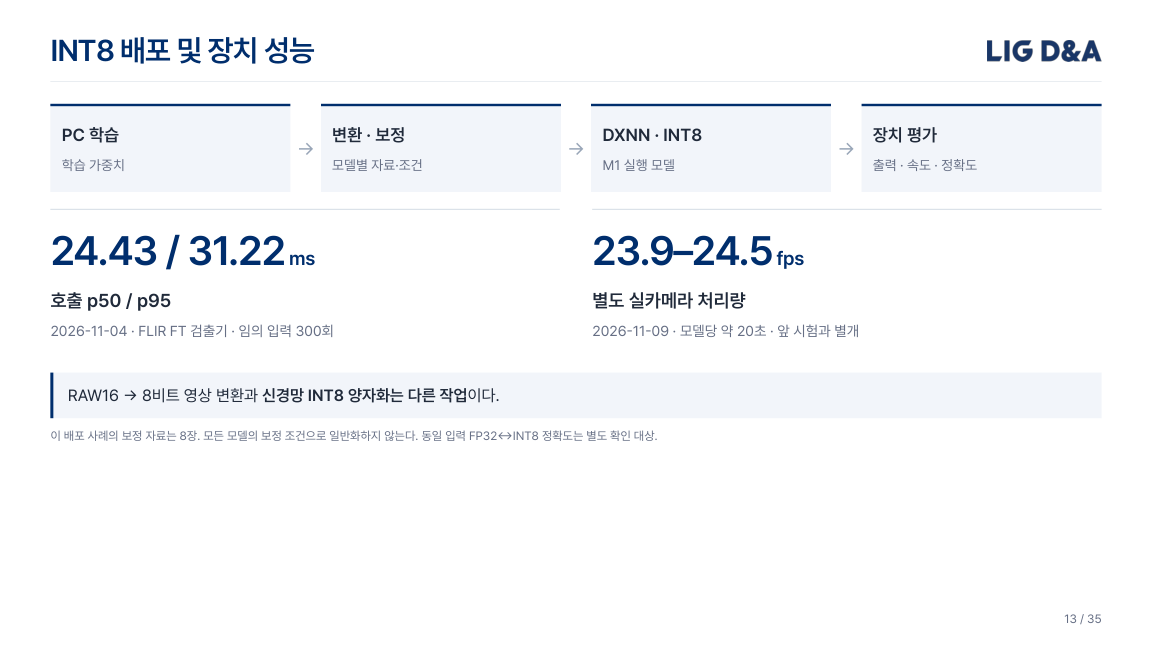 INT8 배포 및 장치 성능
LIG D&A
PC 학습
학습 가중치
→
변환 · 보정
모델별 자료·조건
→
DXNN · INT8
M1 실행 모델
→
장치 평가
출력 · 속도 · 정확도
24.43 / 31.22 ms
호출 p50 / p95
2026-11-04 · FLIR FT 검출기 · 임의 입력 300회
23.9–24.5 fps
별도 실카메라 처리량
2026-11-09 · 모델당 약 20초 · 앞 시험과 별개
RAW16 → 8비트 영상 변환과 신경망 INT8 양자화는 다른 작업이다.
이 배포 사례의 보정 자료는 8장. 모든 모델의 보정 조건으로 일반화하지 않는다. 동일 입력 FP32↔INT8 정확도는 별도 확인 대상.
13 / 35